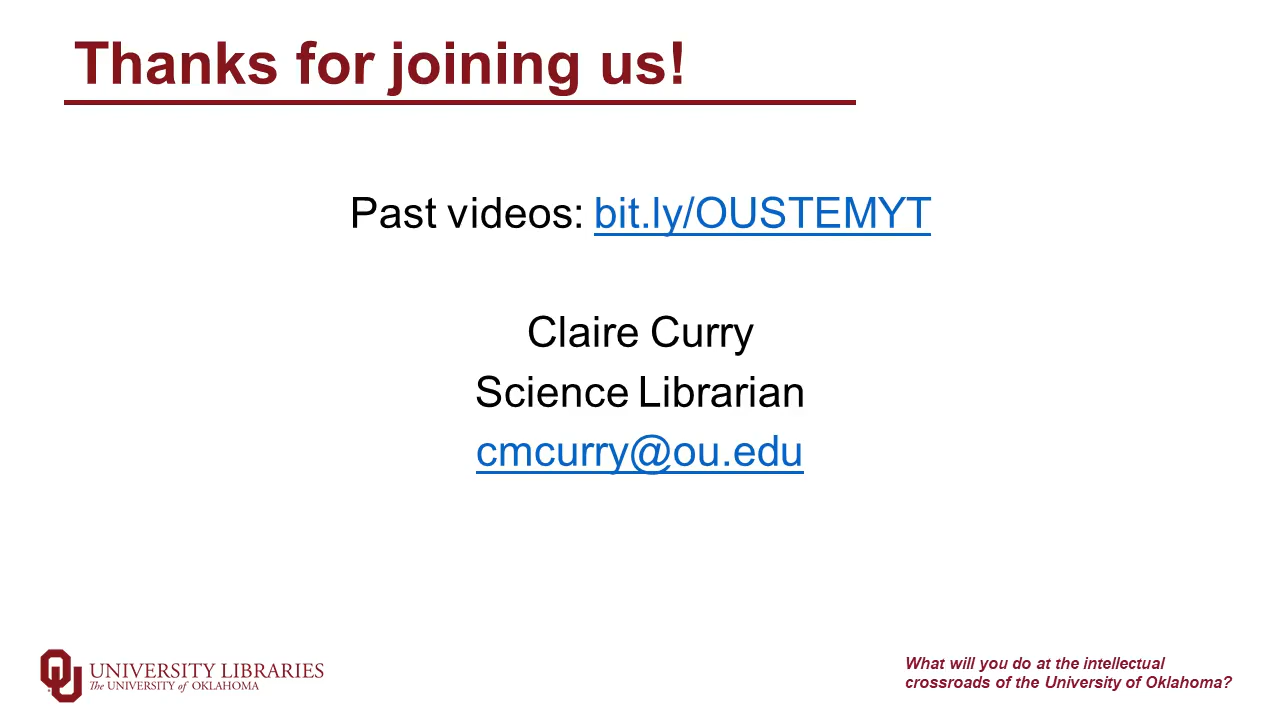 Thanks for joining us!
Past videos: bit.ly/OUSTEMYT
Claire Curry
Science Librarian
cmcurry@ou.edu
UNIVERSITY LIBRARIES
The UNIVERSITY of OKLAHOMA
What will you do at the intellectual
crossroads of the University of Oklahoma?